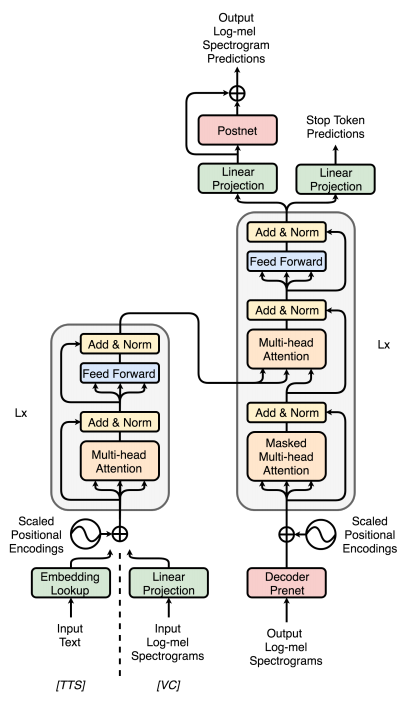 Output
Log-mel
Spectrogram
Predictions
Stop Token
Predictions
Postnet
Linear
Projection
Linear
Projection
Add & Norm
Feed Forward
Add & Norm
Multi-head
Attention
Lx
Add & Norm
Masked
Multi-head
Attention
Add & Norm
Feed Forward
Lx
Add & Norm
Multi-head
Attention
Scaled
Positional
Encodings
Scaled
Positional
Encodings
Embedding
Lookup
Linear
Projection
Decoder
Prenet
Input
Text
Input
Log-mel
Spectrograms
Output
Log-mel
Spectrograms
[TTS]
[VC]